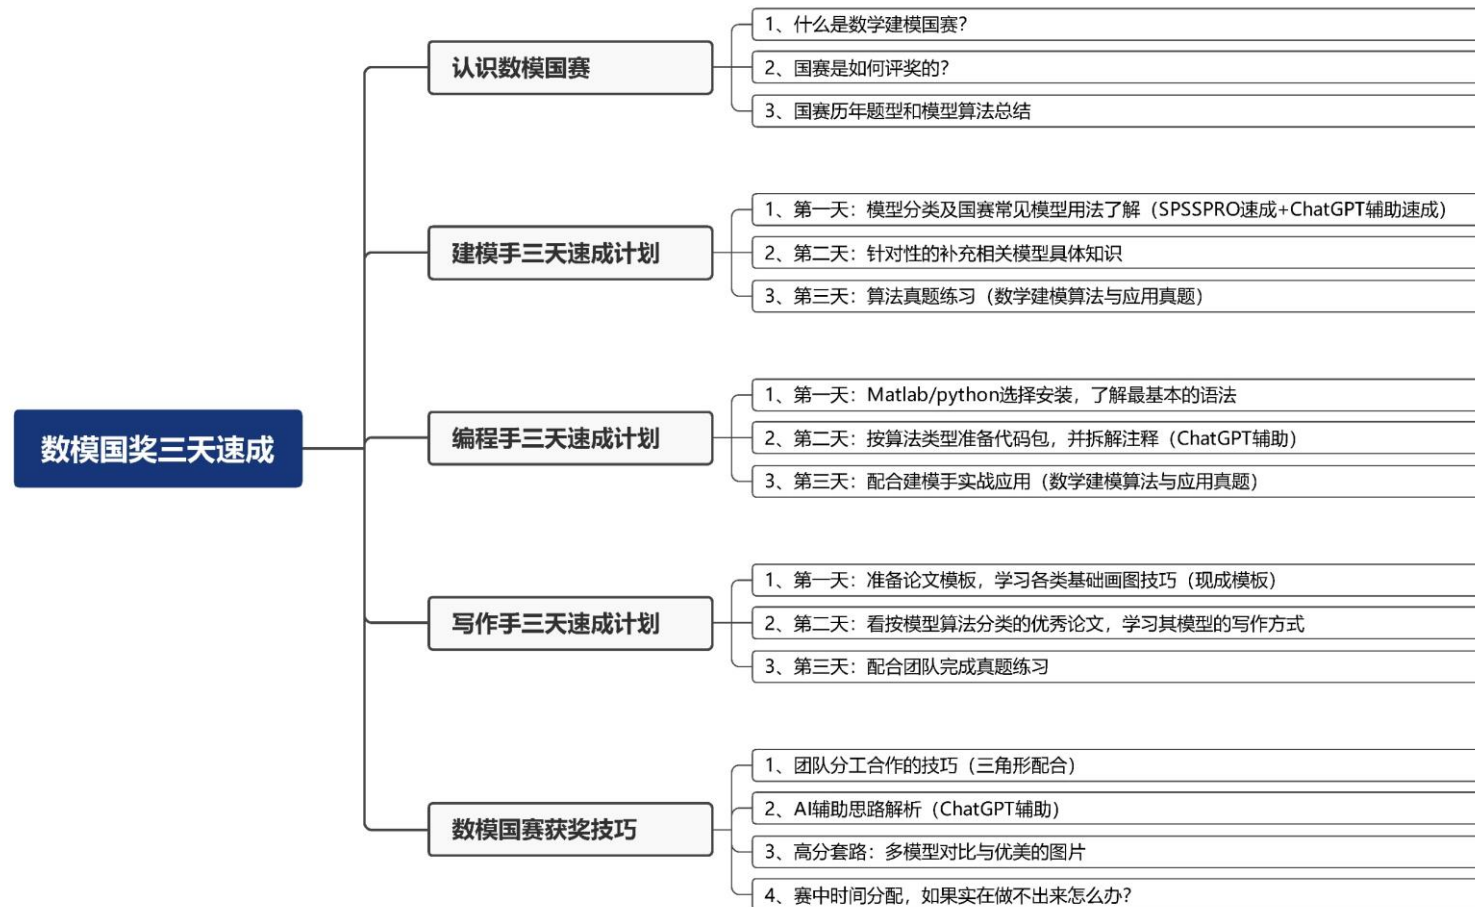 数模国奖三天速成
认识数模国赛
1、什么是数学建模国赛？
2、国赛是如何评奖的？
3、国赛历年题型和模型算法总结
建模手三天速成计划
1、第一天：模型分类及国赛常见模型用法了解（SPSSPRO速成+ChatGPT辅助速成）
2、第二天：针对性的补充相关模型具体知识
3、第三天：算法真题练习（数学建模算法与应用真题）
编程手三天速成计划
1、第一天：Matlab/python选择安装，了解最基本的语法
2、第二天：按算法类型准备代码包，并拆解注释（ChatGPT辅助）
3、第三天：配合建模手实战应用（数学建模算法与应用真题）
写作手三天速成计划
1、第一天：准备论文模板，学习各类基础画图技巧（现成模板）
2、第二天：看按模型算法分类的优秀论文，学习其模型的写作方式
3、第三天：配合团队完成真题练习
数模国赛获奖技巧
1、团队分工合作的技巧（三角形配合）
2、AI辅助思路解析（ChatGPT辅助）
3、高分套路：多模型对比与优美的图片
4、赛中时间分配，如果实在做不出来怎么办？